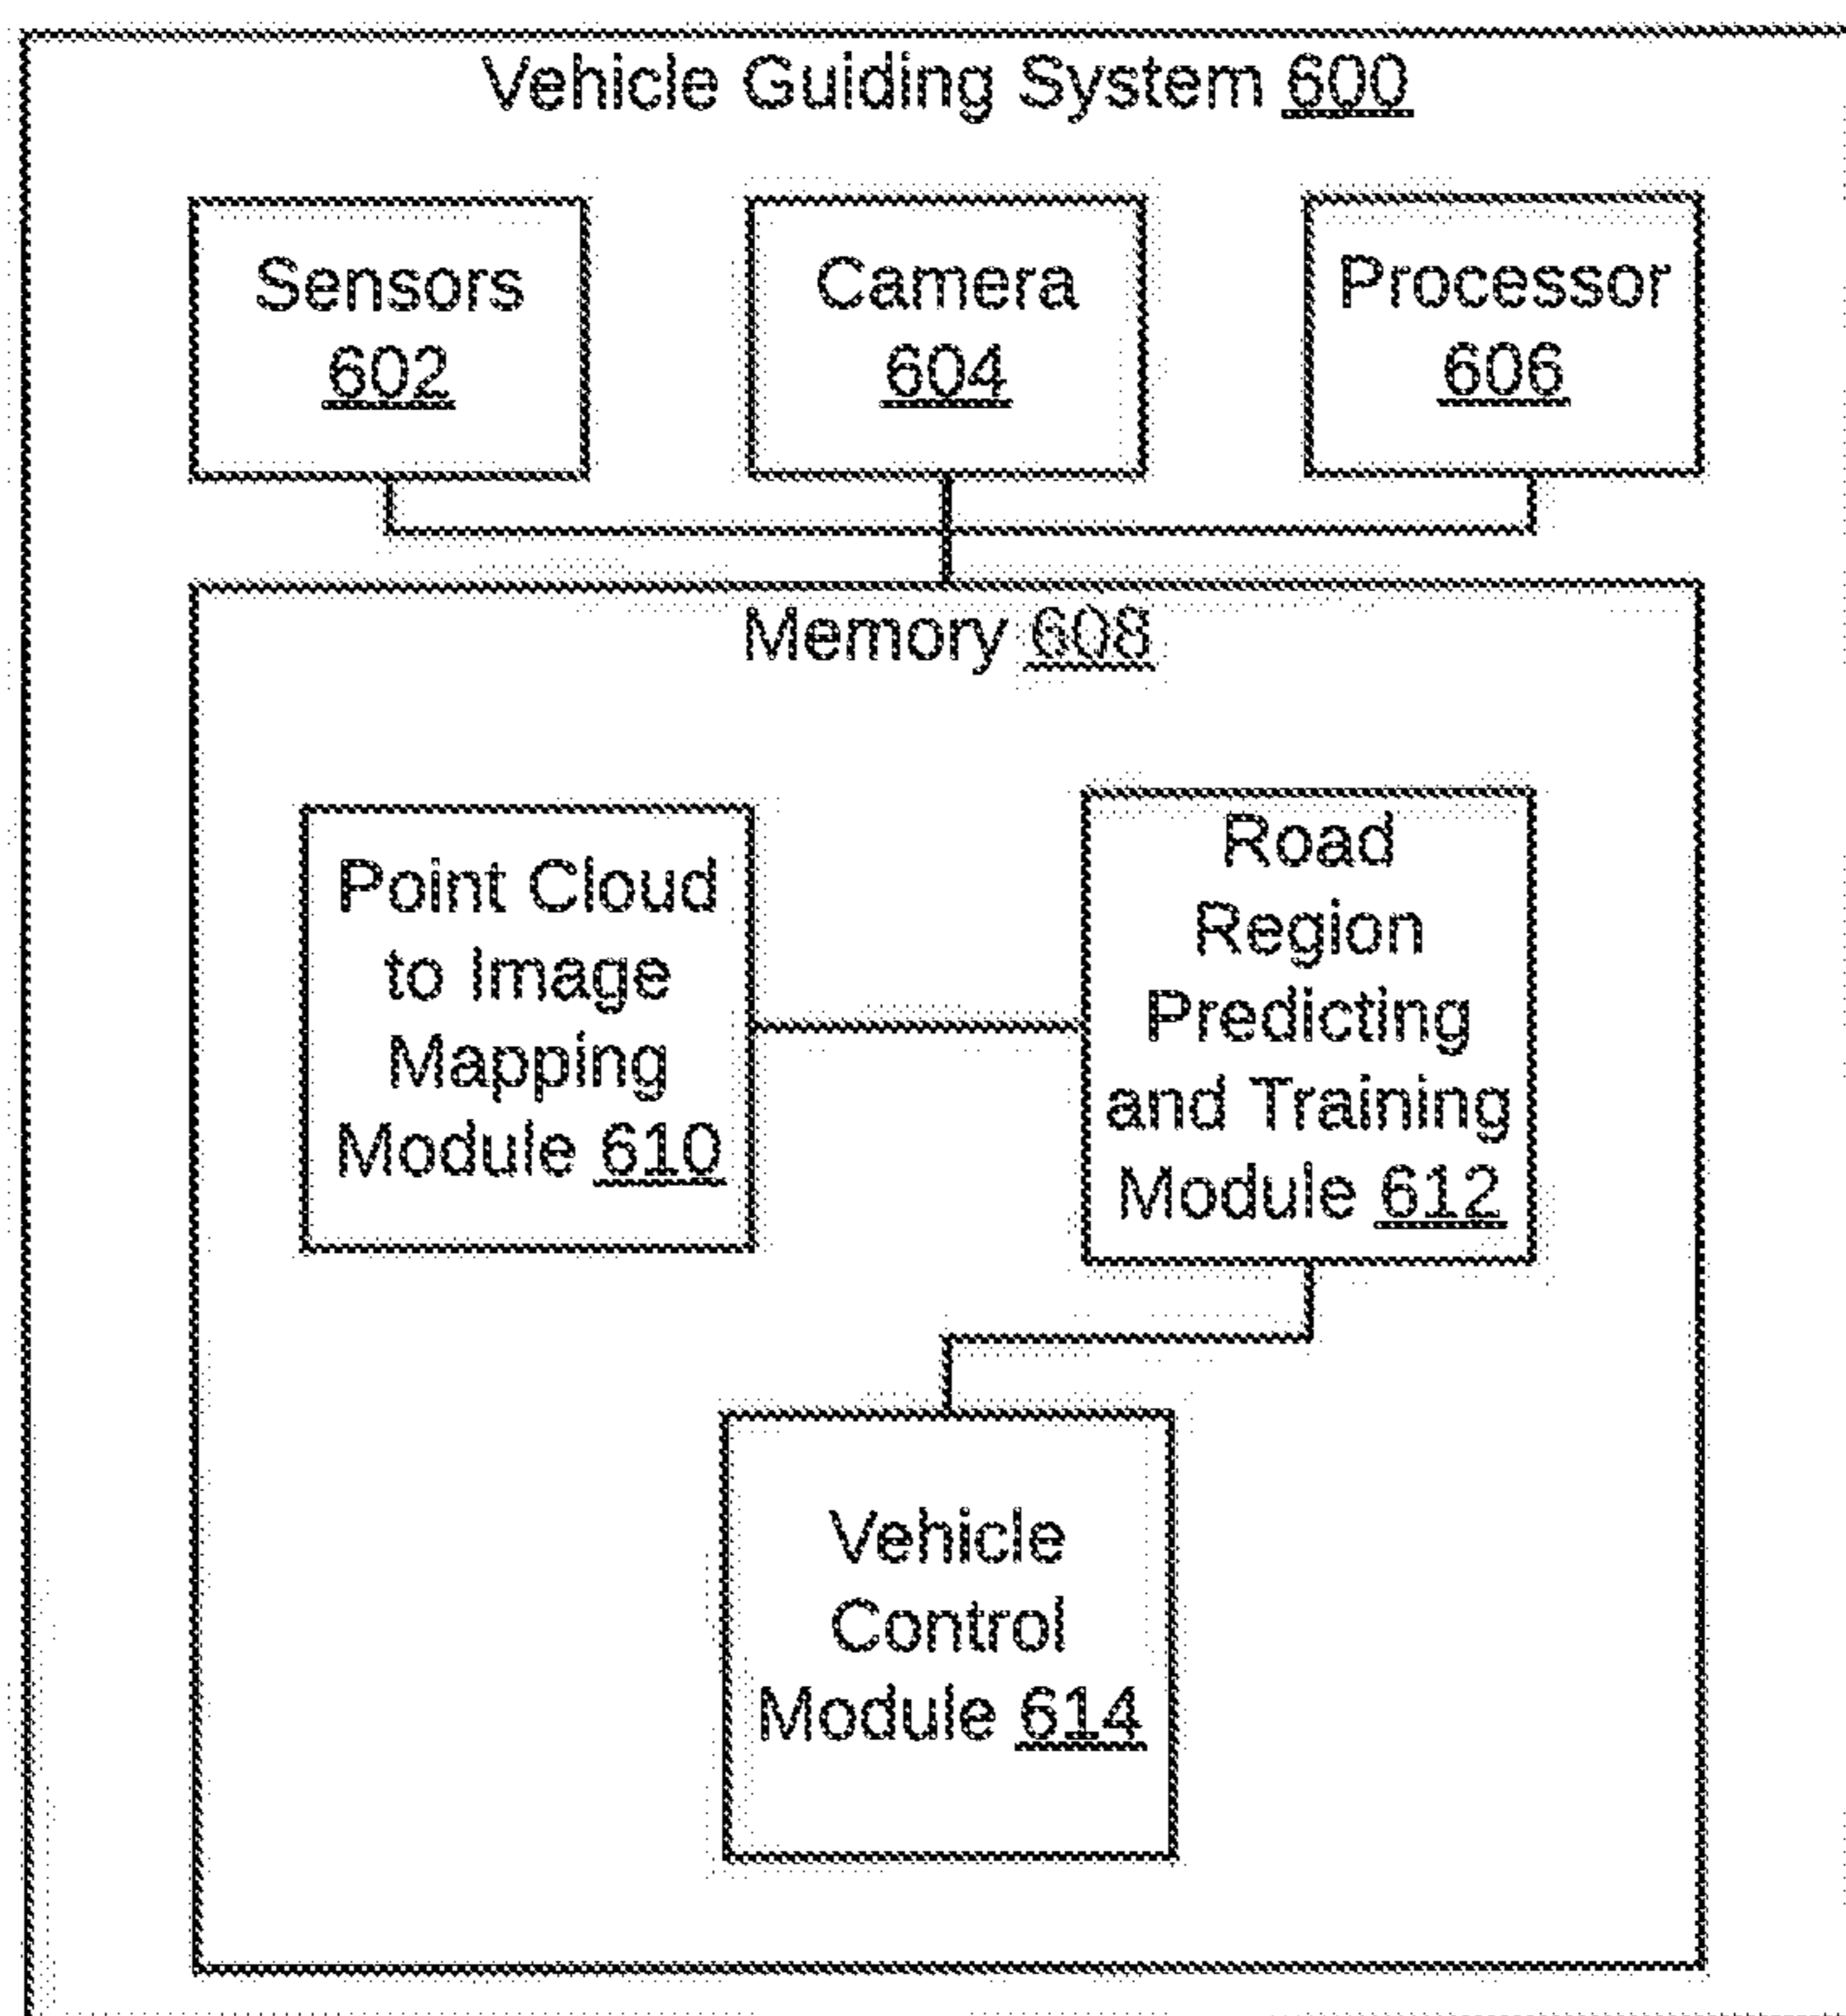 Vehicle Guiding System 600
Sensors
602
Camera
604
Processor
606
Memory 608
Point Cloud
to Image
Mapping
Module 610
Road
Region
Predicting
and Training
Module 612
Vehicle
Control
Module 614